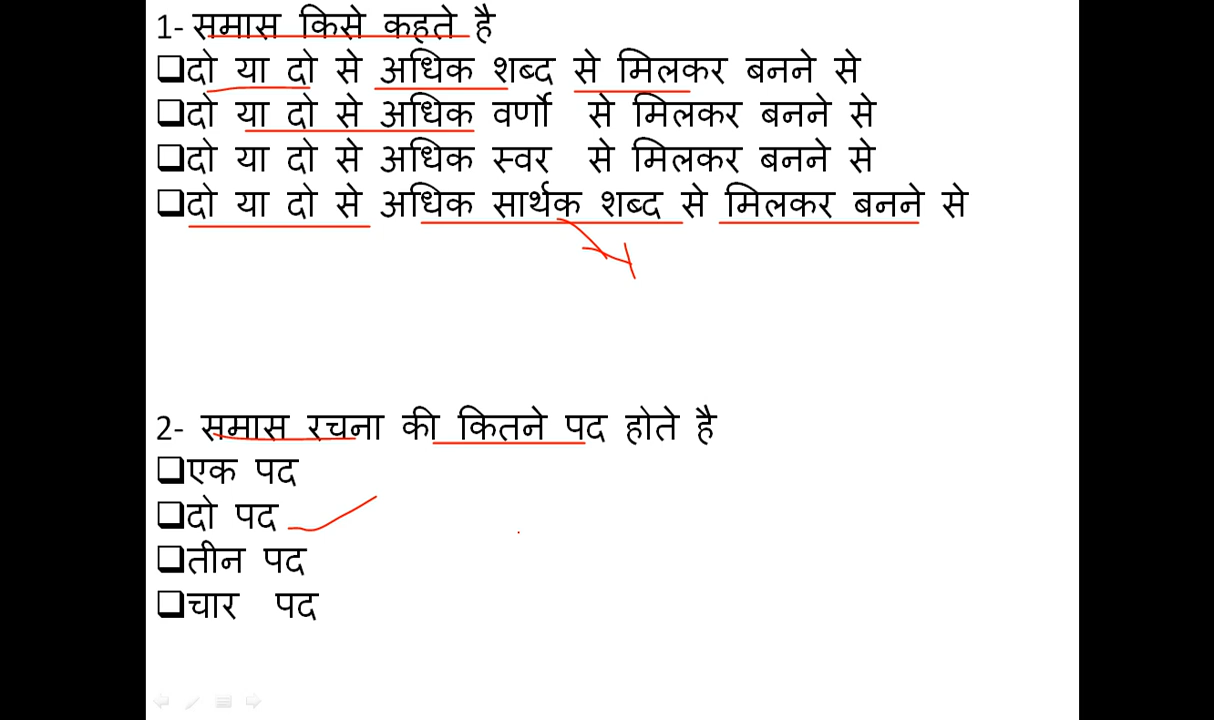 1- समास किसे कहते है
❑दो या दो से अधिक शब्द से मिलकर बनने से
❑दो या दो से अधिक वर्णो से मिलकर बनने से
❑दो या दो से अधिक स्वर से मिलकर बनने से
❑दो या दो से अधिक सार्थक शब्द से मिलकर बनने से
2- समास रचना की कितने पद होते है
❑एक पद
❑दो पद
❑तीन पद
❑चार पद